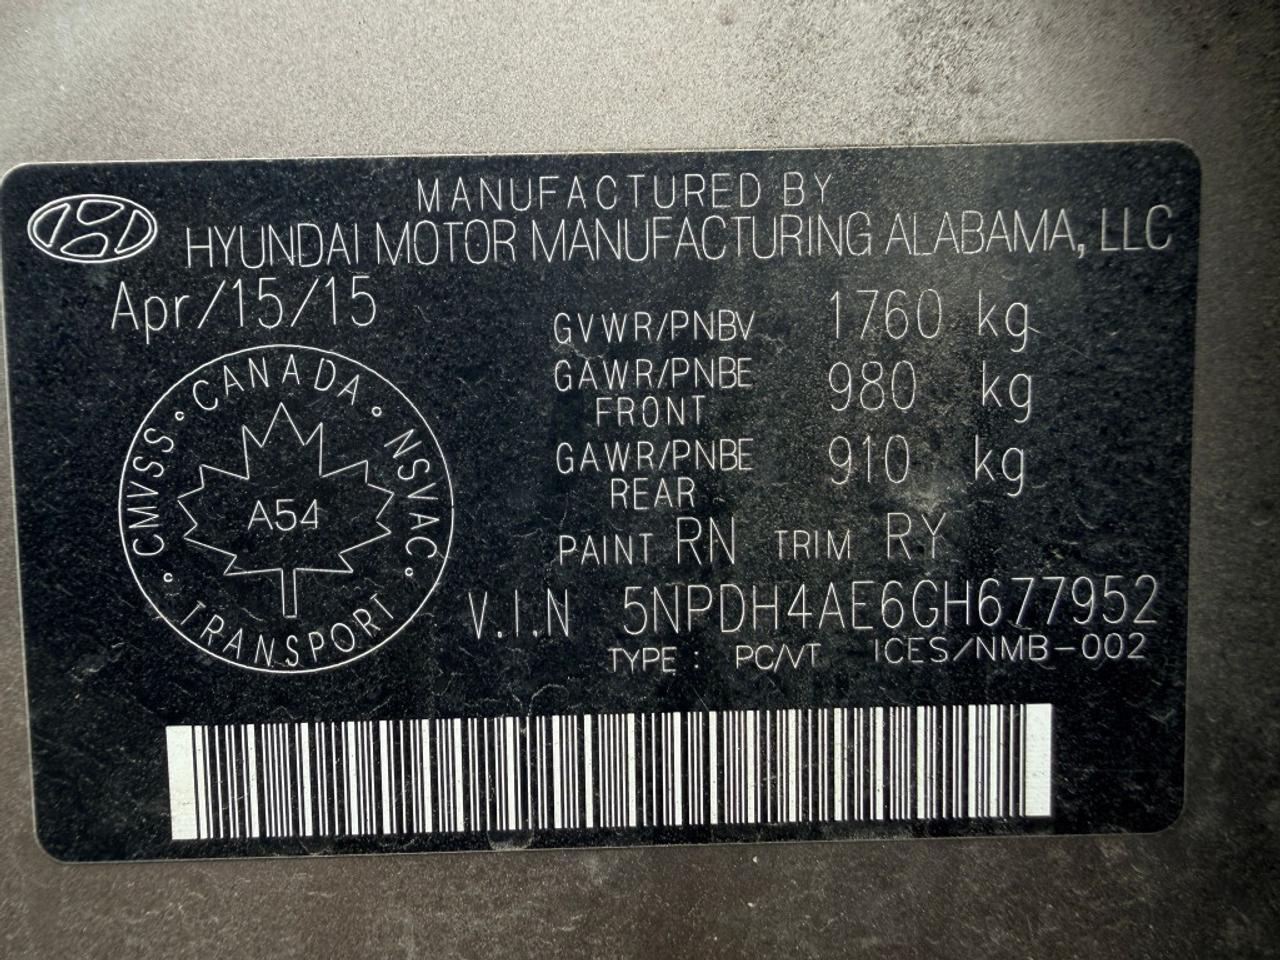 MANUFACTURED BY
HYUNDAI MOTOR MANUFACTURING ALABAMA, LLC
Apr/15/15
GVWR/PNBV 1760 kg
GAWR/PNBE 980 kg
FRONT
GAWR/PNBE 910 kg
REAR
PAINT RN TRIM RY
V.I.N 5NPDH4AE6GH677952
TYPE : PC/VT ICES/NMB-002
CANADA
CMVSS
NSVAC
A54
TRANSPORT